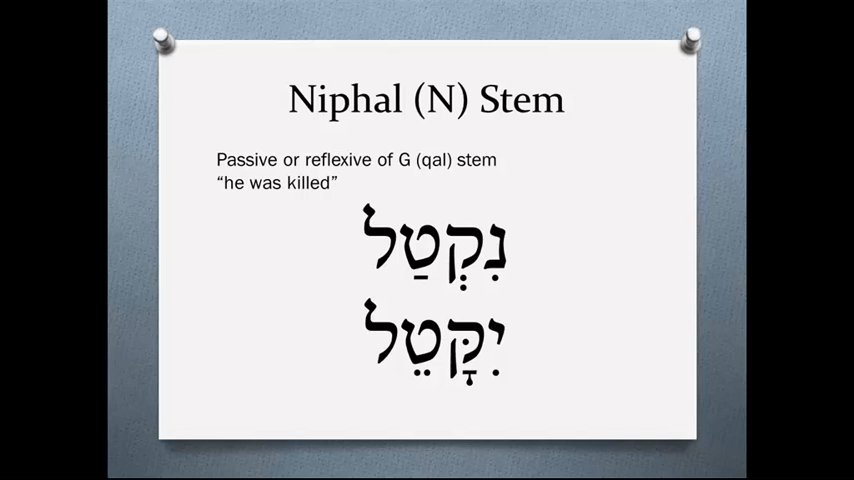 Niphal (N) Stem
Passive or reflexive of G (qal) stem
“he was killed”
נִקְטַל
יִקָּטֵל